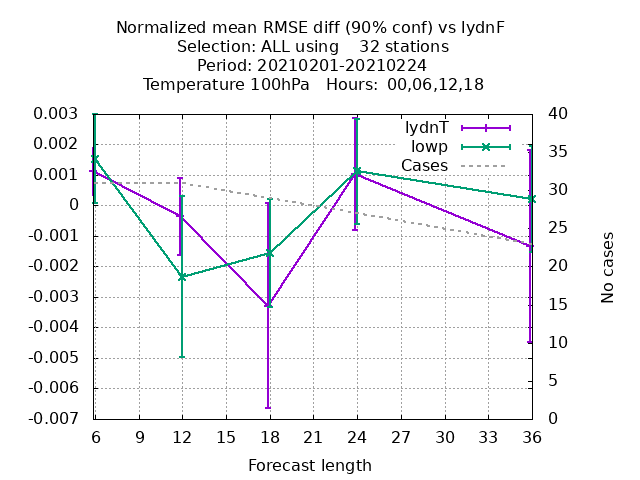 Normalized mean RMSE diff (90% conf) vs lydnF
Selection: ALL using    32 stations
Period: 20210201-20210224
Temperature 100hPa   Hours:  00,06,12,18
0.003
0.002
0.001
0
-0.001
-0.002
-0.003
-0.004
-0.005
-0.006
-0.007
lydnT
lowp
Cases
40
35
30
25
20
15
10
5
0
No cases
6 9 12 15 18 21 24 27 30 33 36
Forecast length